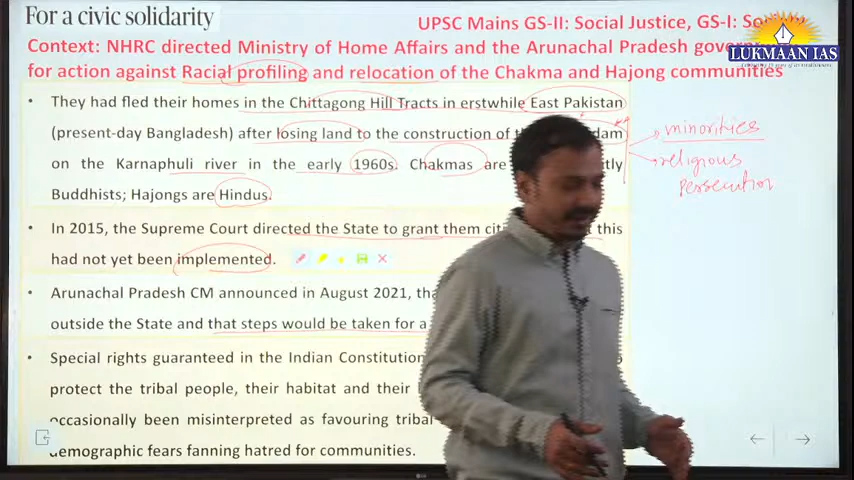 For a civic solidarity
UPSC Mains GS-II: Social Justice, GS-I:
LUKMAAN IAS
Context: NHRC directed Ministry of Home Affairs and the Arunachal Pradesh
for action against Racial profiling and relocation of the Chakma and Hajong communities
• They had fled their homes in the Chittagong Hill Tracts in erstwhile East Pakistan
(present-day Bangladesh) after losing land to the construction of dam
on the Karnaphuli river in the early 1960s. Chakmas are
Buddhists; Hajongs are Hindus.
minorities
religious
persecution
• In 2015, the Supreme Court directed the State to grant them this
had not yet been implemented.
• Arunachal Pradesh CM announced in August 2021,
outside the State and that steps would be taken for a
• Special rights guaranteed in the Indian
protect the tribal people, their habitat and their
occasionally been misinterpreted as favouring tribal
demographic fears fanning hatred for communities.